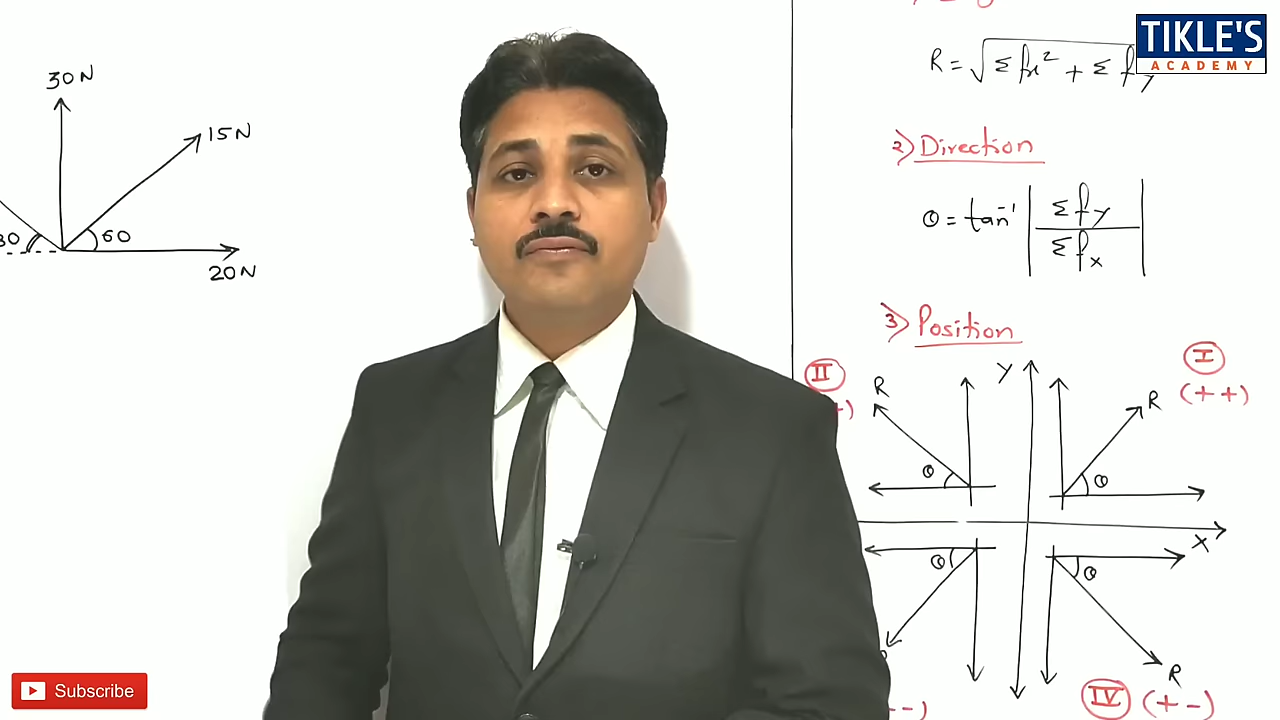 TIKLE'S
ACADEMY
R = √Σfx² + Σfy
2) Direction
θ = tan⁻¹ | Σfy / Σfx |
3) Position
30N
15N
60
30
20N
II
R
θ
Y
I
(+ +)
R
θ
X
θ
θ
R
IV (+ -)
Subscribe